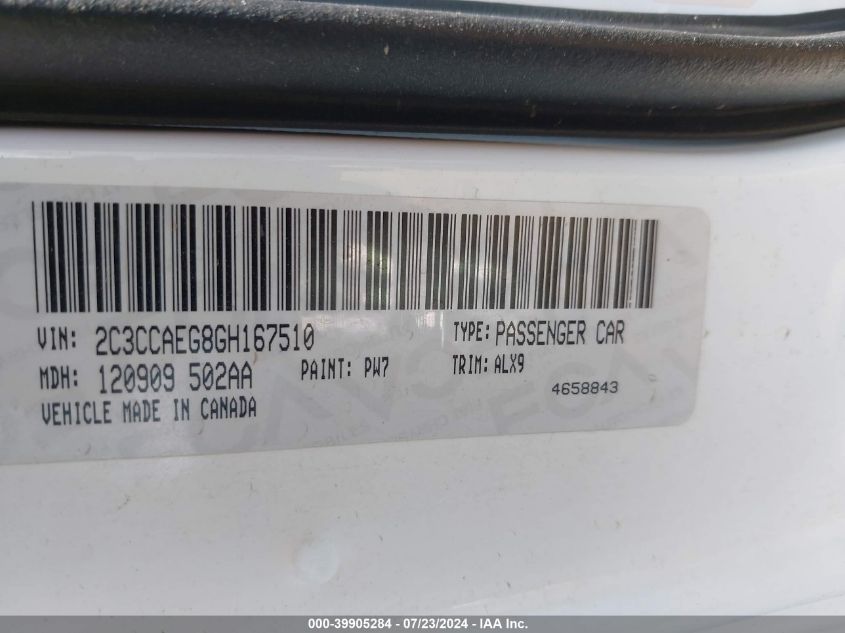 VIN: 2C3CCAEG8GH167510 TYPE: PASSENGER CAR
MDH: 120909 502AA PAINT: PW7 TRIM: ALX9
4658843
VEHICLE MADE IN CANADA
000-39905284 - 07/23/2024 - IAA Inc.